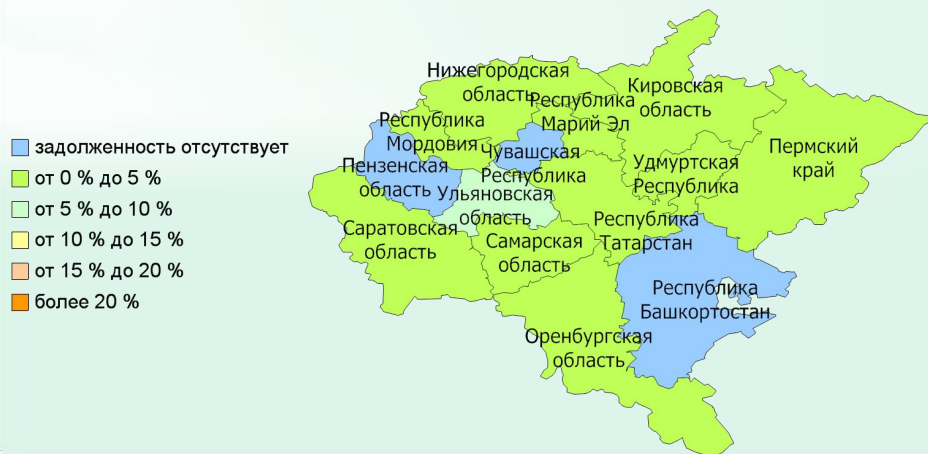 задолженность отсутствует
от 0 % до 5 %
от 5 % до 10 %
от 10 % до 15 %
от 15 % до 20 %
более 20 %
Нижегородская
область
Республика
Марий Эл
Кировская
область
Республика
Мордовия
Чувашская
Республика
Пензенская
область
Ульяновская
область
Удмуртская
Республика
Пермский
край
Саратовская
область
Самарская
область
Республика
Татарстан
Республика
Башкортостан
Оренбургская
область